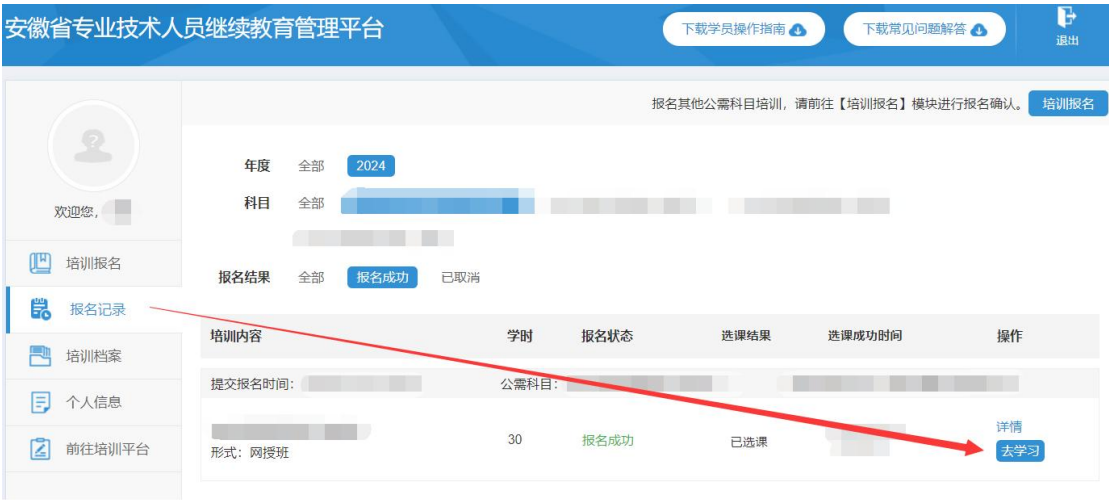 安徽省专业技术人员继续教育管理平台
下载学员操作指南
下载常见问题解答
退出
报名其他公需科目培训，请前往【培训报名】模块进行报名确认。 培训报名
欢迎您，
培训报名
报名记录
培训档案
个人信息
前往培训平台
年度 全部 2024
科目 全部
报名结果 全部 报名成功 已取消
培训内容 学时 报名状态 选课结果 选课成功时间 操作
提交报名时间： 公需科目：
形式：网授班
30 报名成功 已选课
详情
去学习